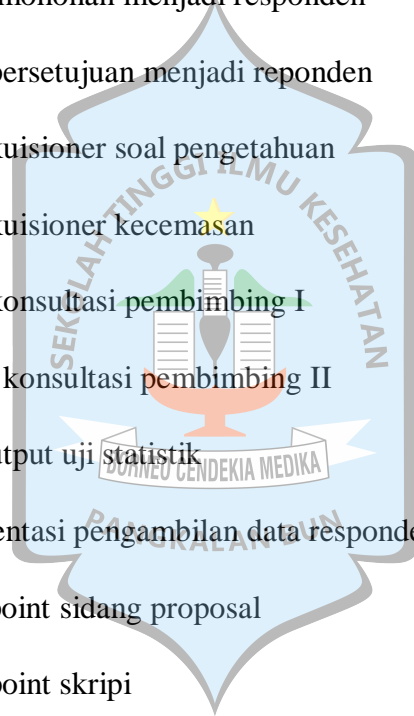 mohonan menjadi responden
persetujuan menjadi reponden
kuisioner soal pengetahuan
kuisioner kecemasan
konsultasi pembimbing I
konsultasi pembimbing II
tput uji statistik
entasi pengambilan data responde
point sidang proposal
point skripi
SEKOLAH TINGGI ILMU KESEHATAN
BORNEO CENDEKIA MEDIKA
PANGKALAN BUN